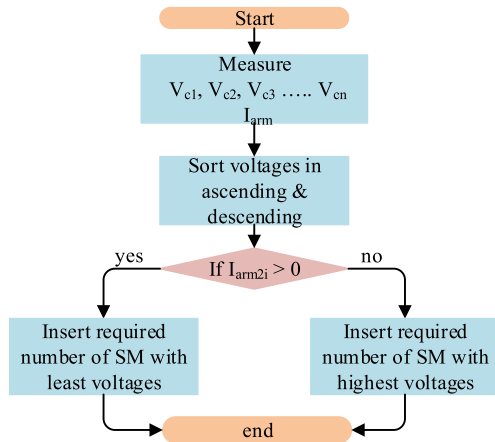 Start
Measure
Vc1, Vc2, Vc3 ….. Vcn
Iarm
Sort voltages in
ascending &
descending
yes
If Iarm2i > 0
no
Insert required
number of SM with
least voltages
Insert required
number of SM with
highest voltages
end